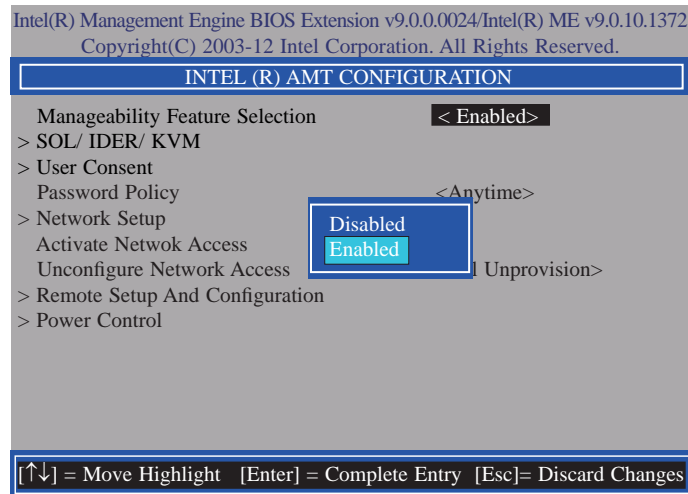 Intel(R) Management Engine BIOS Extension v9.0.0.0024/Intel(R) ME v9.0.10.1372
Copyright(C) 2003-12 Intel Corporation. All Rights Reserved.
INTEL (R) AMT CONFIGURATION
Manageability Feature Selection < Enabled>
> SOL/ IDER/ KVM
> User Consent
Password Policy <Anytime>
> Network Setup
Disabled
Activate Netwok Access
Enabled
Unconfigure Network Access l Unprovision>
> Remote Setup And Configuration
> Power Control
[↑↓] = Move Highlight [Enter] = Complete Entry [Esc]= Discard Changes